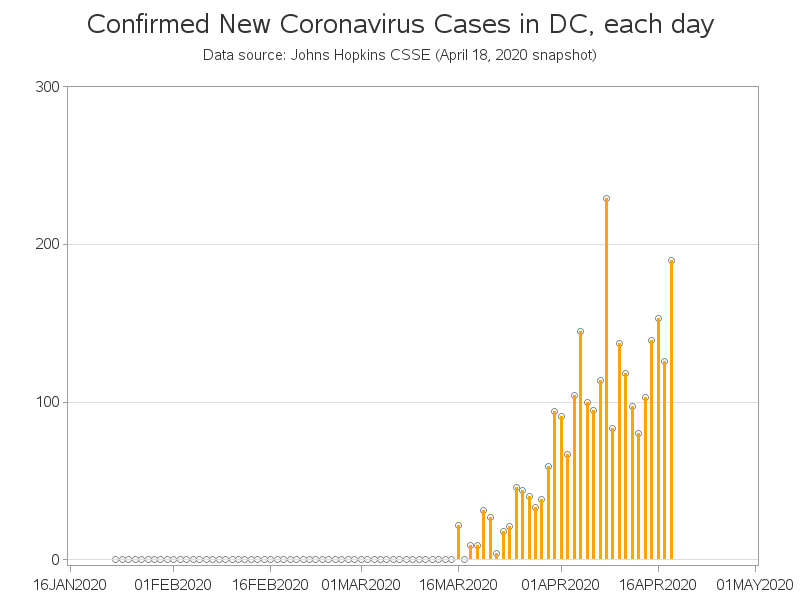 Confirmed New Coronavirus Cases in DC, each day
Data source: Johns Hopkins CSSE (April 18, 2020 snapshot)
300
200
100
0
16JAN2020 01FEB2020 16FEB2020 01MAR2020 16MAR2020 01APR2020 16APR2020 01MAY2020